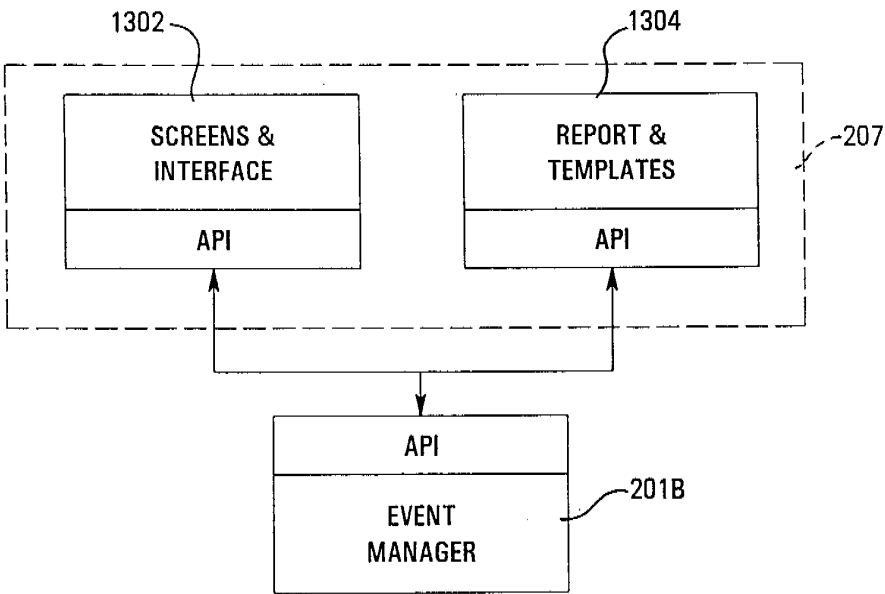 1302
1304
SCREENS &
INTERFACE
API
REPORT &
TEMPLATES
API
207
API
EVENT
MANAGER
201B